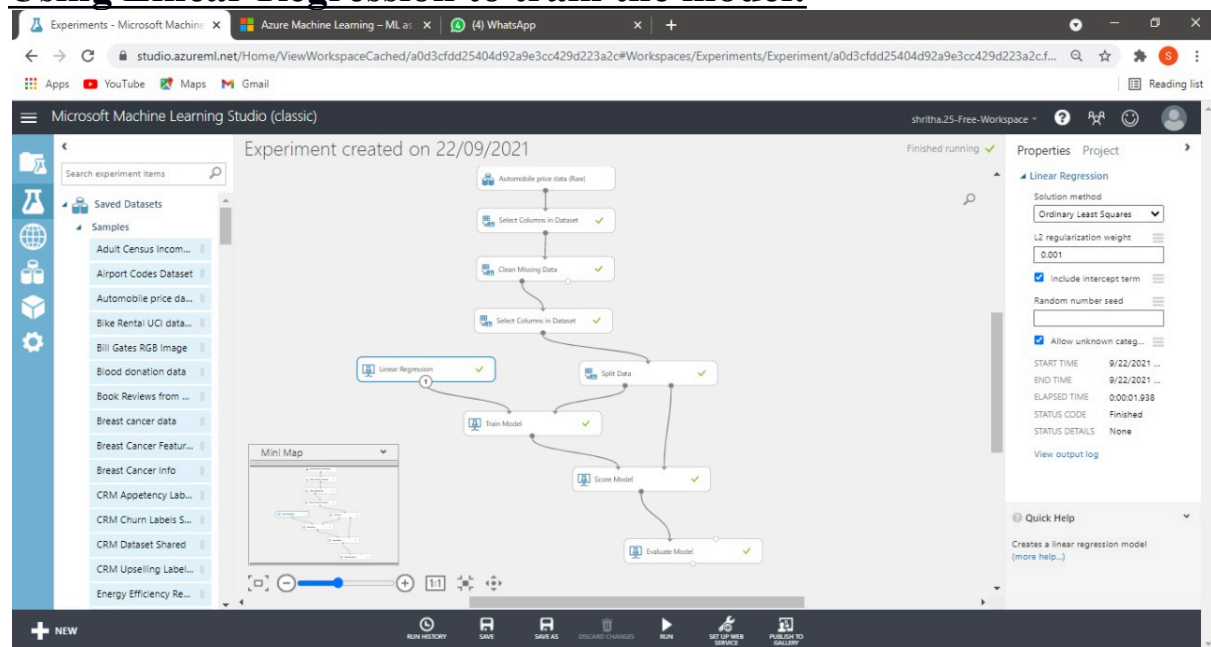 Using Linear Regression to train the model:
Experiments - Microsoft Machine
Azure Machine Learning – ML as
(4) WhatsApp
studio.azureml.net/Home/ViewWorkspaceCached/a0d3cfdd25404d92a9e3cc429d223a2c#Workspaces/Experiments/Experiment/a0d3cfdd25404d92a9e3cc429d223a2c.f...
S
Apps YouTube Maps Gmail Reading list
Microsoft Machine Learning Studio (classic)
shritha.25-Free-Workspace
Search experiment items
Saved Datasets
Samples
Adult Census Incom...
Airport Codes Dataset
Automobile price da...
Bike Rental UCI data...
Bill Gates RGB Image
Blood donation data
Book Reviews from ...
Breast cancer data
Breast Cancer Featur...
Breast Cancer Info
CRM Appetency Lab...
CRM Churn Labels S...
CRM Dataset Shared
CRM Upselling Label...
Energy Efficiency Re...
Experiment created on 22/09/2021
Finished running
Automobile price data (Raw)
Select Columns in Dataset
Clean Missing Data
Select Columns in Dataset
Linear Regression
1
Split Data
Train Model
Score Model
Evaluate Model
Mini Map
1:1
Properties Project
Linear Regression
Solution method
Ordinary Least Squares
L2 regularization weight
0.001
Include intercept term
Random number seed
Allow unknown categ...
START TIME 9/22/2021 ...
END TIME 9/22/2021 ...
ELAPSED TIME 0:00:01.938
STATUS CODE Finished
STATUS DETAILS None
View output log
Quick Help
Creates a linear regression model
(more help...)
NEW
RUN HISTORY
SAVE
SAVE AS
DISCARD CHANGES
RUN
SET UP WEB SERVICE
PUBLISH TO GALLERY